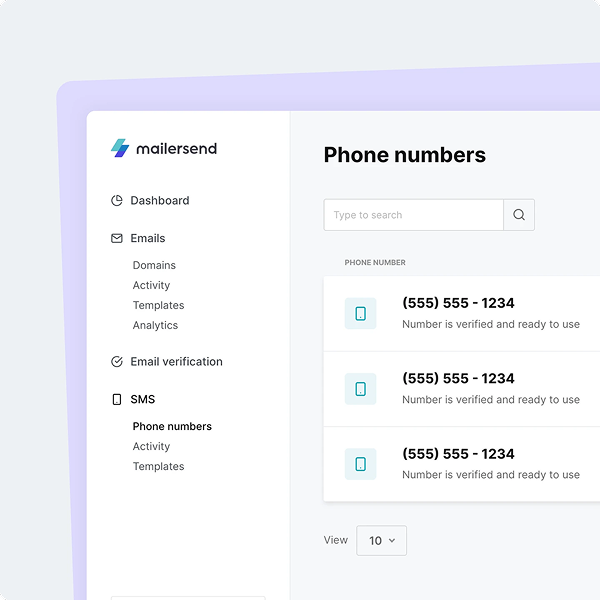 mailersend
Dashboard
Emails
Domains
Activity
Templates
Analytics
Email verification
SMS
Phone numbers
Activity
Templates
Phone numbers
Type to search
PHONE NUMBER
(555) 555 - 1234
Number is verified and ready to use
(555) 555 - 1234
Number is verified and ready to use
(555) 555 - 1234
Number is verified and ready to use
View 10